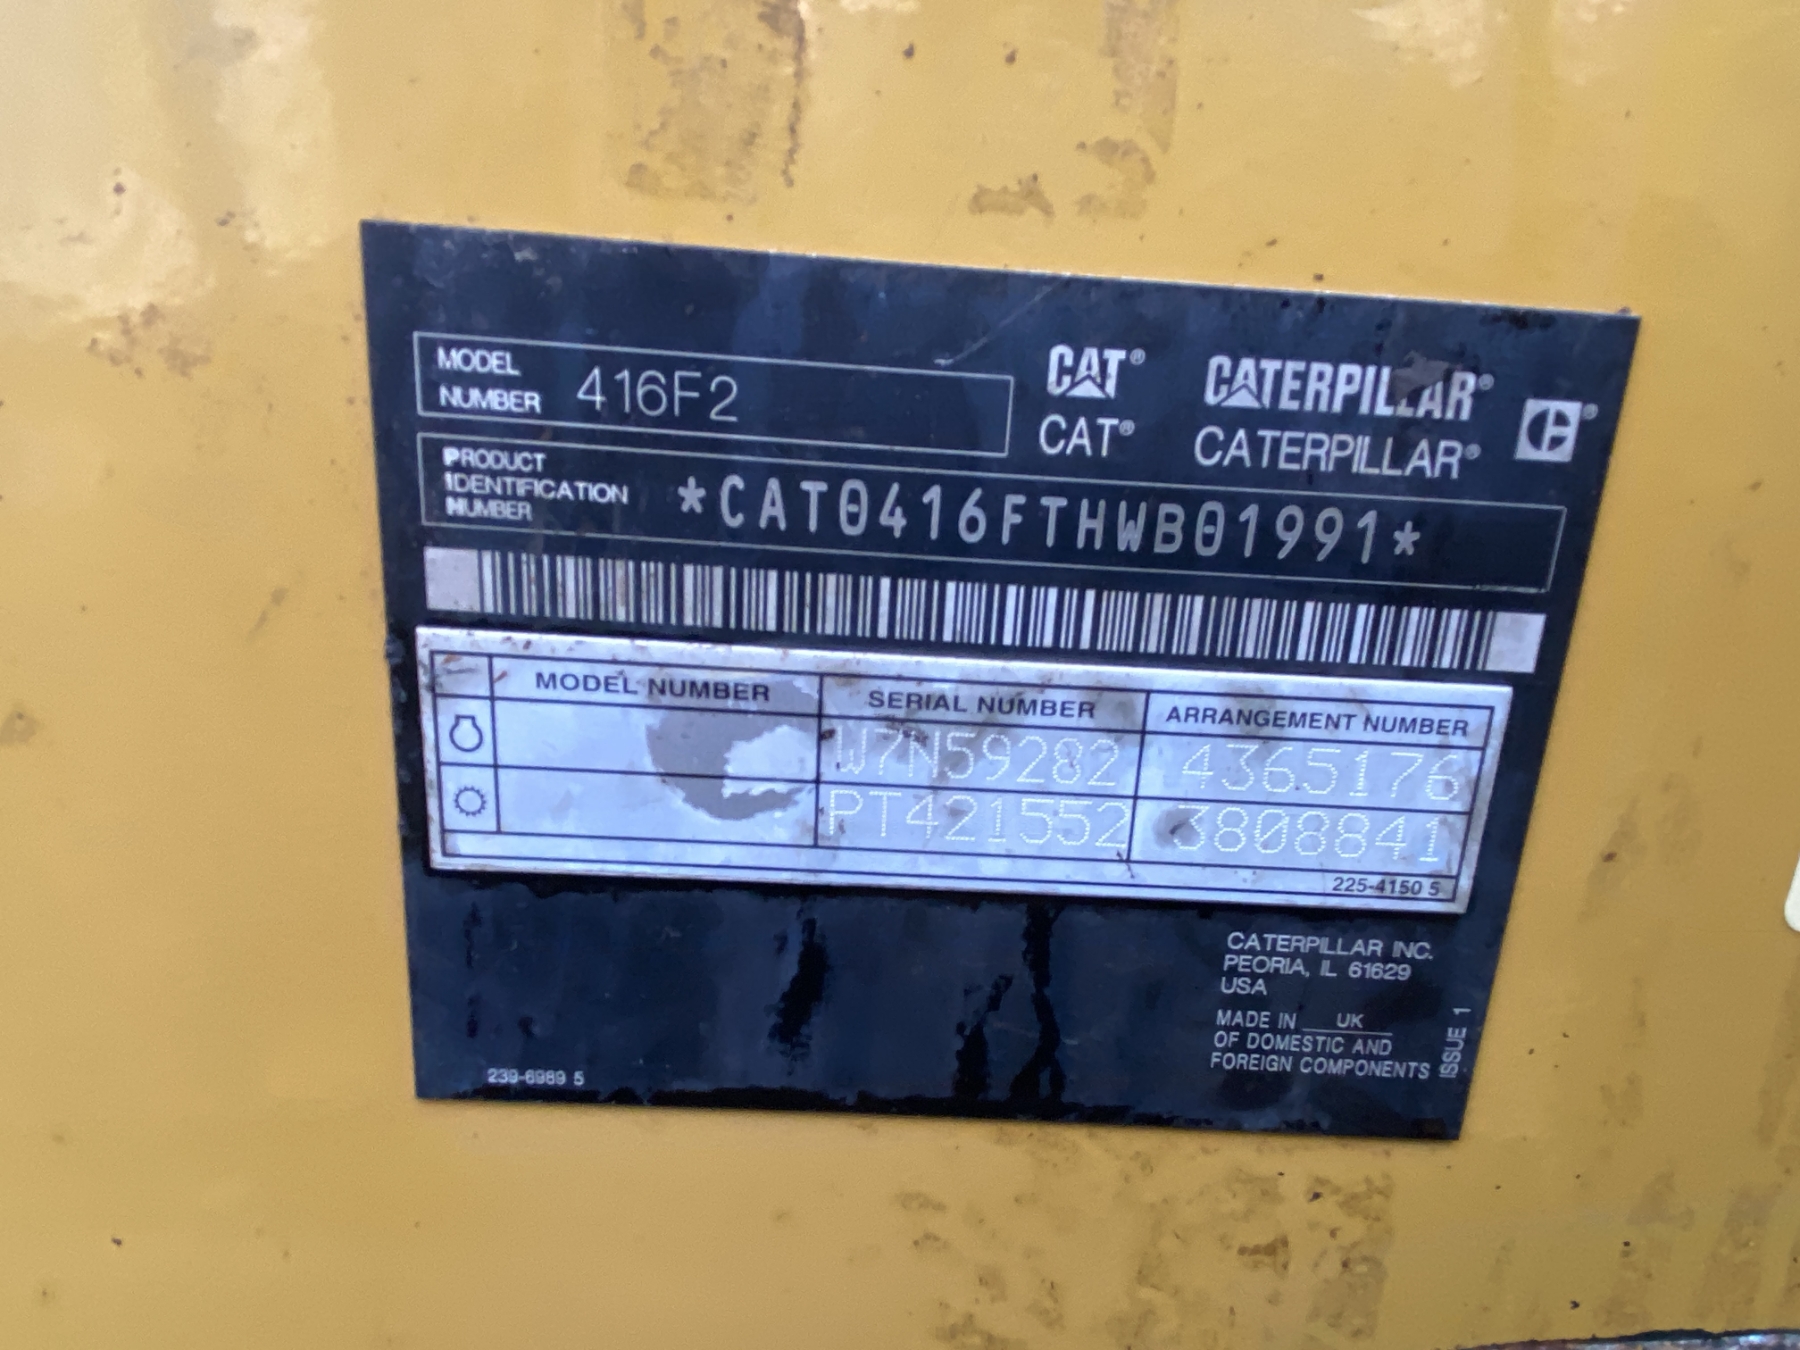 MODEL
NUMBER 416F2
CAT® CATERPILLAR®
CAT® CATERPILLAR®
PRODUCT
IDENTIFICATION
NUMBER
*CAT0416FTHWB01991*
MODEL NUMBER SERIAL NUMBER ARRANGEMENT NUMBER
W7N59282 4365176
PT421552 3808841
225-4150 5
CATERPILLAR INC.
PEORIA, IL 61629
USA
MADE IN UK
OF DOMESTIC AND
FOREIGN COMPONENTS
ISSUE 1
239-6989 5